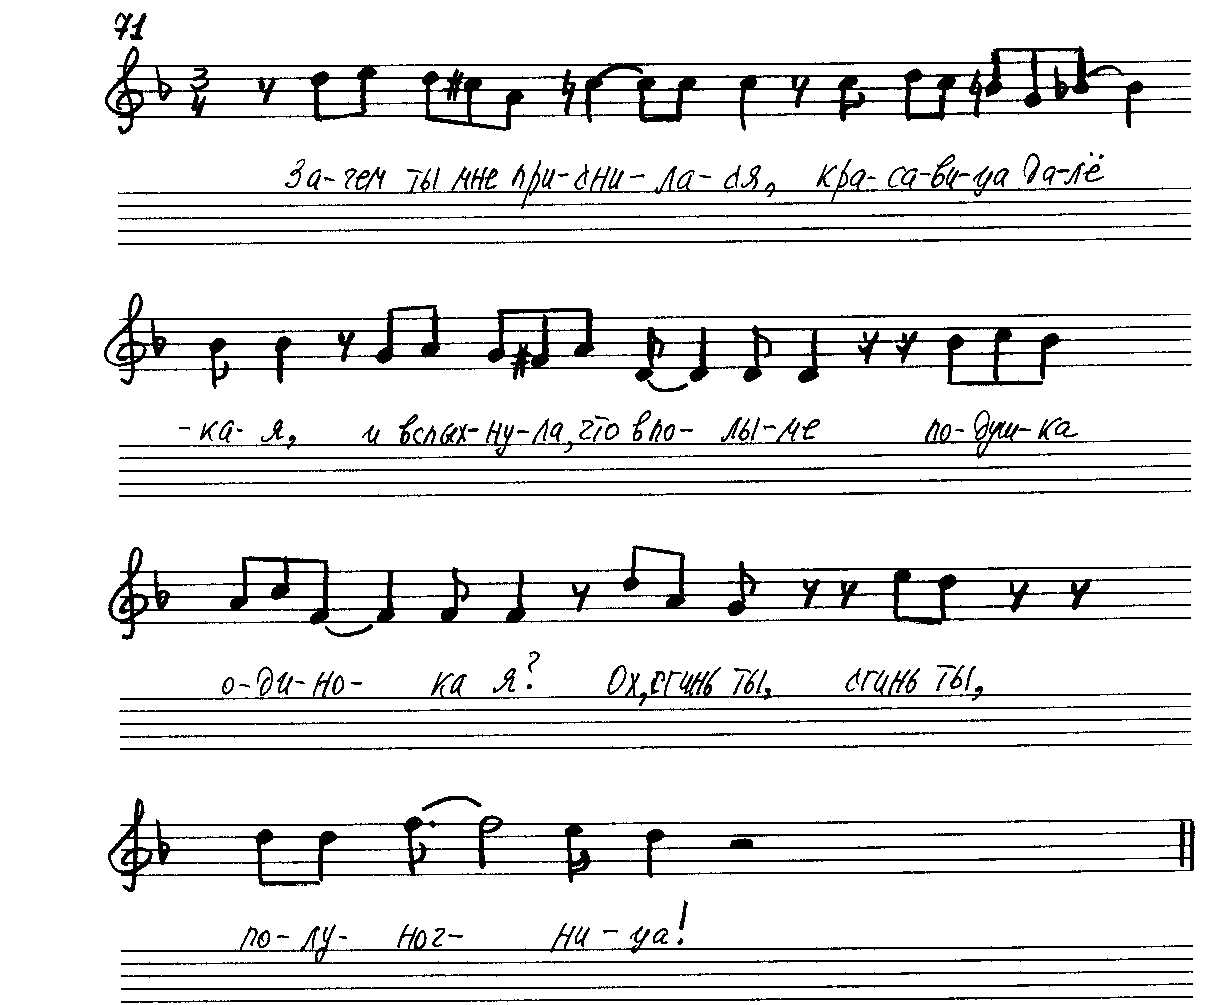 71
3
4
За-чем ты мне при-сни-ла-ся, кра-са-ви-ца да-лё
-ка-я, и вспых-ну-ла, что в по-лы-ме по-душ-ка
о-ди-но-ка я? Ох, сгинь ты, сгинь ты,
по-лу-ноч-ни-ца!